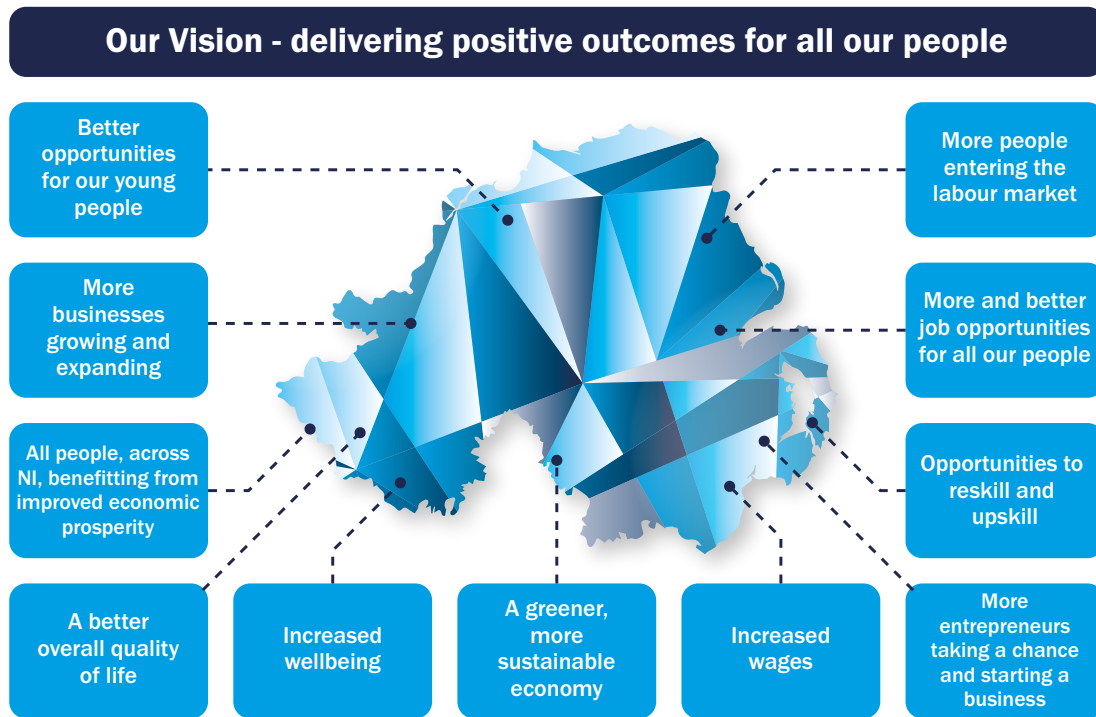 Our Vision - delivering positive outcomes for all our people
Better
opportunities
for our young
people
More people
entering the
labour market
More
businesses
growing and
expanding
More and better
job opportunities
for all our people
All people, across
NI, benefitting from
improved economic
prosperity
Opportunities to
reskill and
upskill
A better
overall quality
of life
Increased
wellbeing
A greener,
more
sustainable
economy
Increased
wages
More
entrepreneurs
taking a chance
and starting a
business